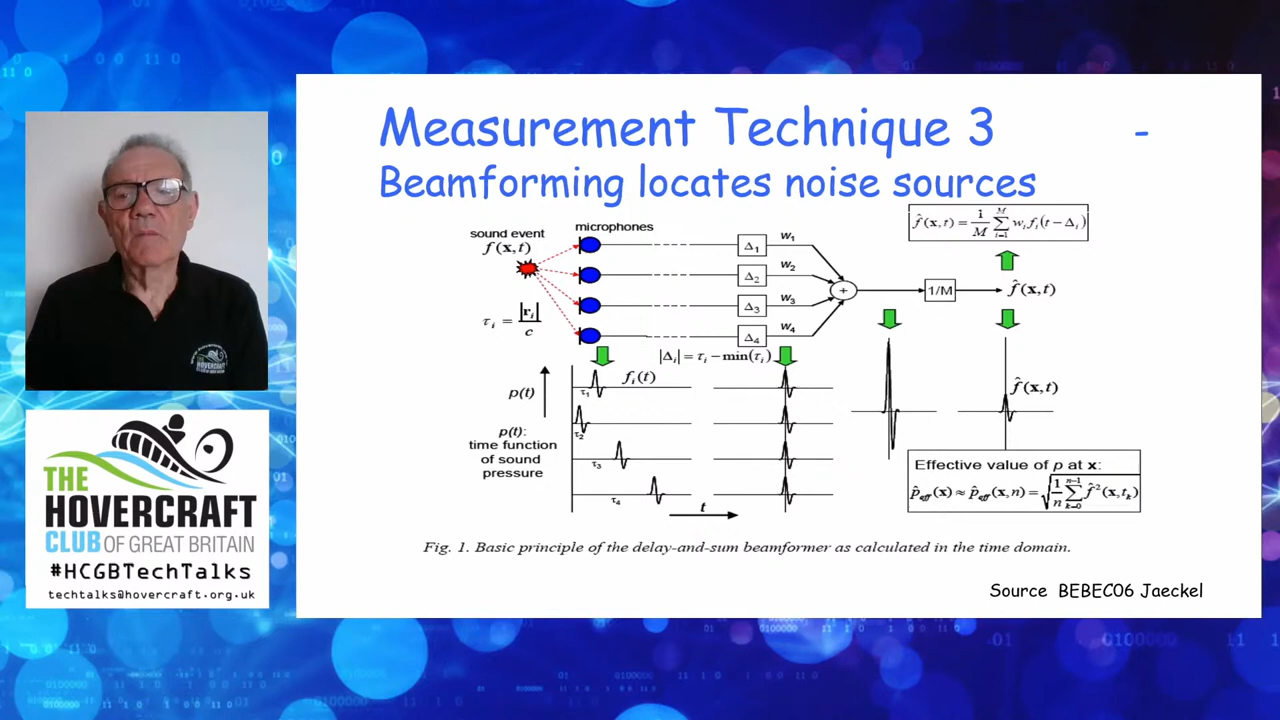 Measurement Technique 3 -
Beamforming locates noise sources
sound event
f(x,t)
microphones
τᵢ = |rᵢ| / c
Δ₁ w₁
Δ₂ w₂
Δ₃ w₃
Δ₄ w₄
+
1/M
f̂(x,t)
f̂(x,t) = 1/M ∑ᵢ₌₁ᴹ wᵢ fᵢ(t−Δᵢ)
|Δᵢ| = τᵢ − min(τᵢ)
p(t)
fᵢ(t)
τ₁
τ₂
τ₃
τ₄
p(t):
time function
of sound
pressure
t
f̂(x,t)
Effective value of p at x:
p̂eff(x) ≈ p̂eff(x,n) = √(1/n ∑ₖ₌₀ⁿ⁻¹ f̂²(x,tₖ))
Fig. 1. Basic principle of the delay-and-sum beamformer as calculated in the time domain.
Source BEBEC06 Jaeckel
THE
HOVERCRAFT
CLUB OF GREAT BRITAIN
#HCGBTechTalks
techtalks@hovercraft.org.uk